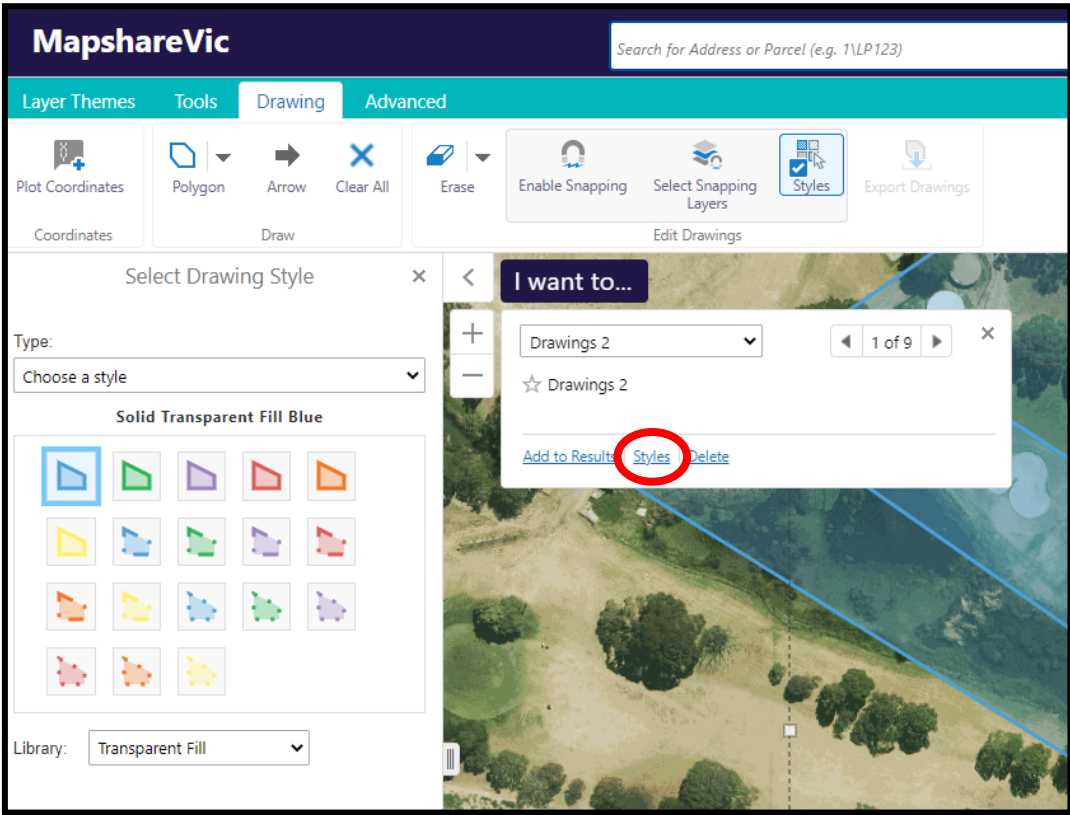 MapshareVic
Search for Address or Parcel (e.g. 1\LP123)
Layer Themes Tools Drawing Advanced
Plot Coordinates
Coordinates
Polygon Arrow Clear All
Draw
Erase Enable Snapping Select Snapping Layers Styles Export Drawings
Edit Drawings
Select Drawing Style
Type:
Choose a style
Solid Transparent Fill Blue
Library: Transparent Fill
I want to...
Drawings 2
1 of 9
Drawings 2
Add to Results Styles Delete